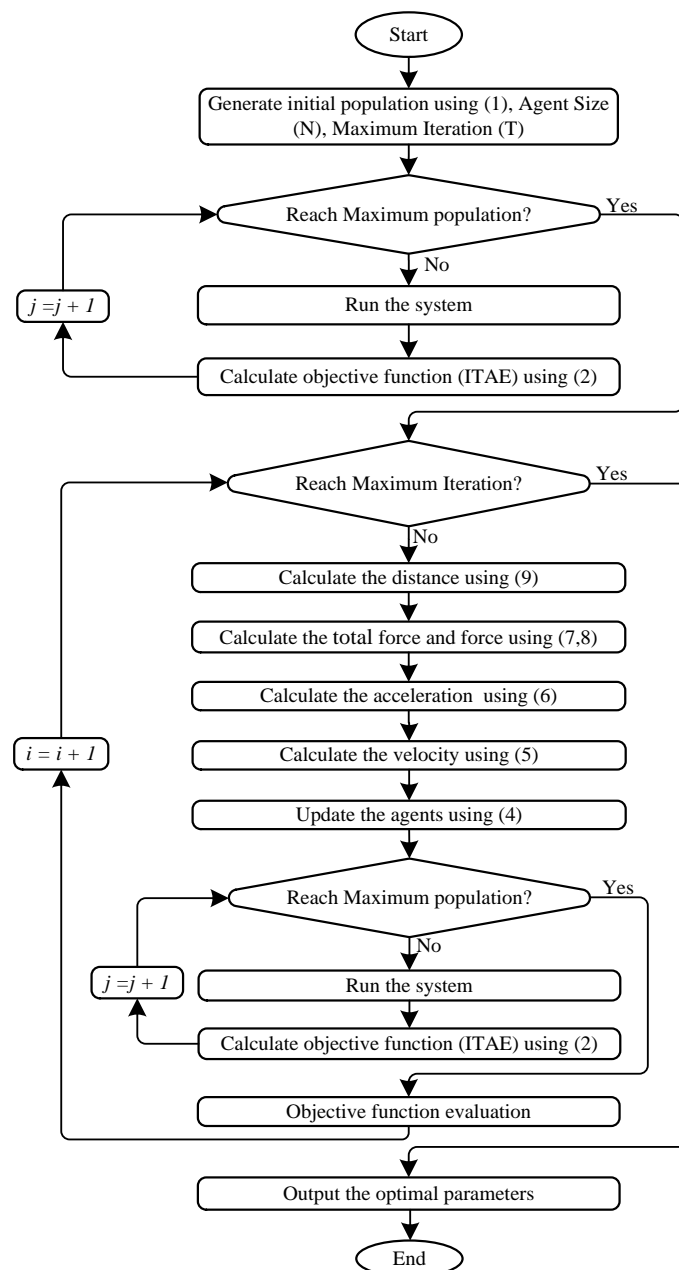 Start
Generate initial population using (1), Agent Size
(N), Maximum Iteration (T)
Reach Maximum population?
Yes
No
j =j + 1
Run the system
Calculate objective function (ITAE) using (2)
Reach Maximum Iteration?
Yes
No
Calculate the distance using (9)
Calculate the total force and force using (7,8)
Calculate the acceleration using (6)
i = i + 1
Calculate the velocity using (5)
Update the agents using (4)
Reach Maximum population?
Yes
No
j =j + 1
Run the system
Calculate objective function (ITAE) using (2)
Objective function evaluation
Output the optimal parameters
End